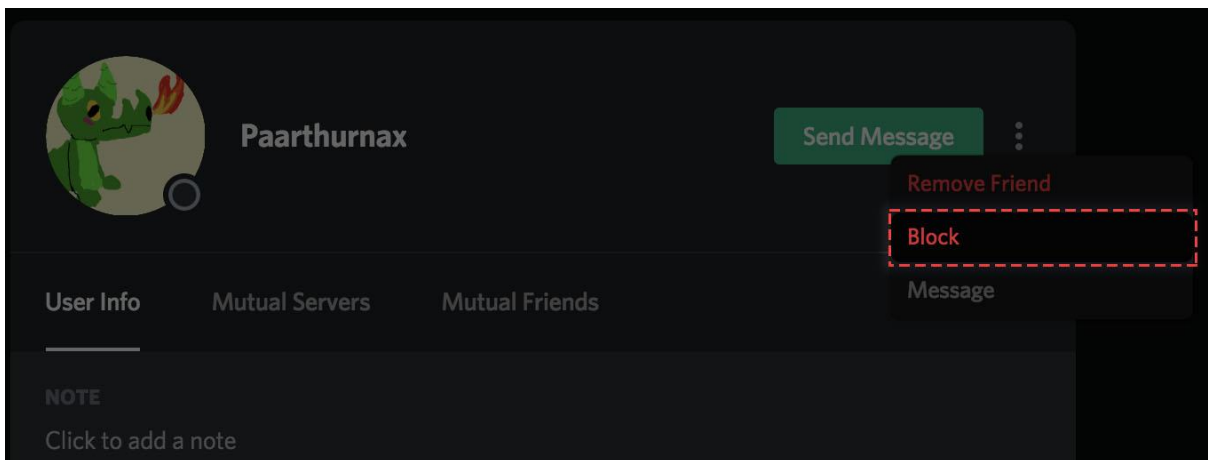 Paarthurnax
Send Message
Remove Friend
Block
Message
User Info Mutual Servers Mutual Friends
NOTE
Click to add a note